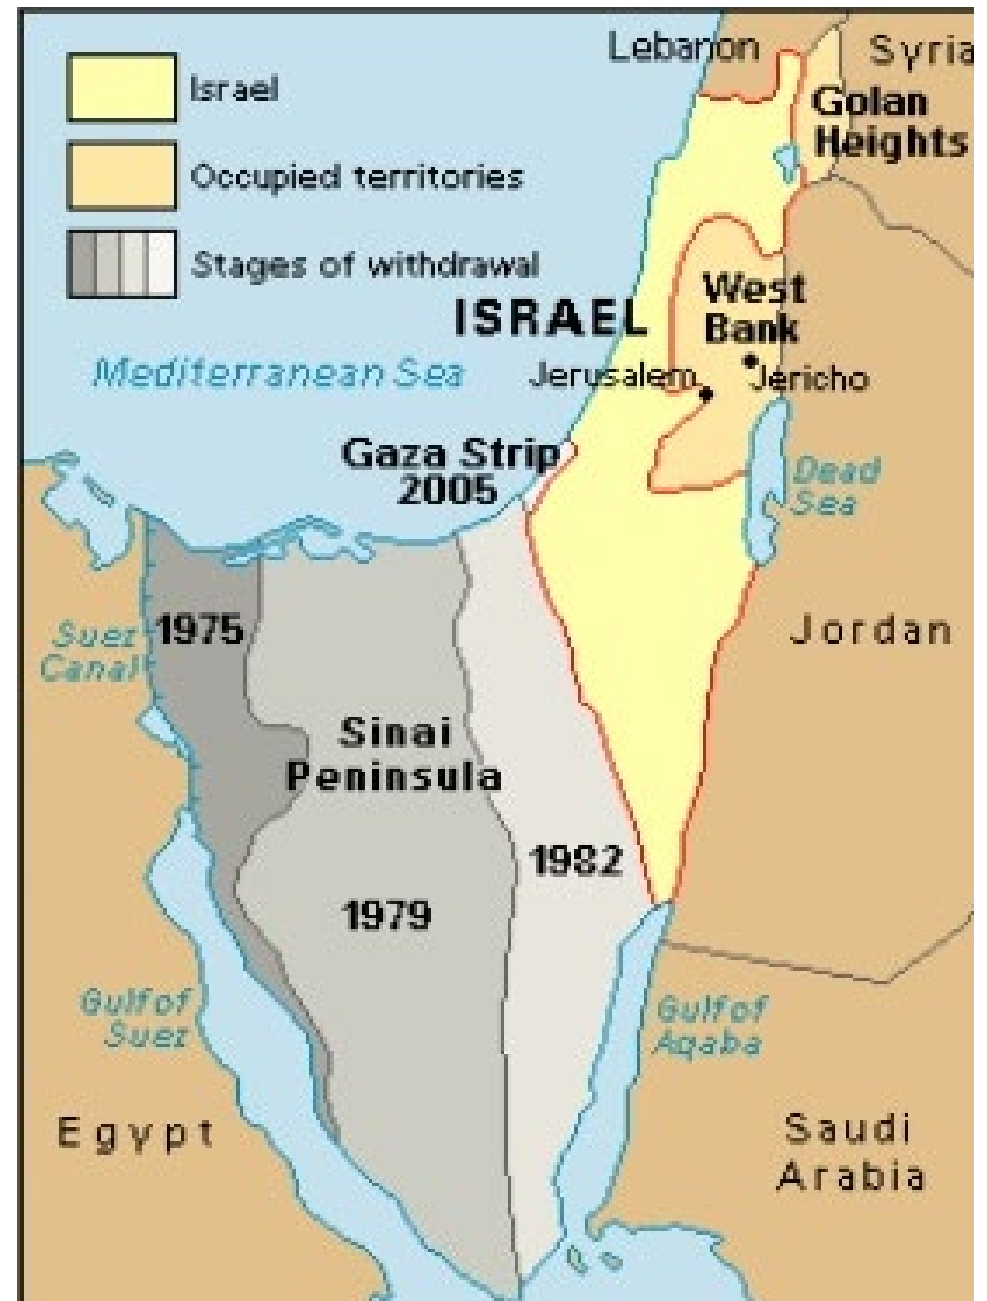 Lebanon
Syria
Israel
Golan
Heights
Occupied territories
Stages of withdrawal
West
Bank
ISRAEL
Mediterranean Sea
Jerusalem
Jericho
Gaza Strip
2005
Dead
Sea
1975
Suez
Canal
Jordan
Sinai
Peninsula
1982
1979
Gulf of
Suez
Gulf of
Aqaba
Egypt
Saudi
Arabia